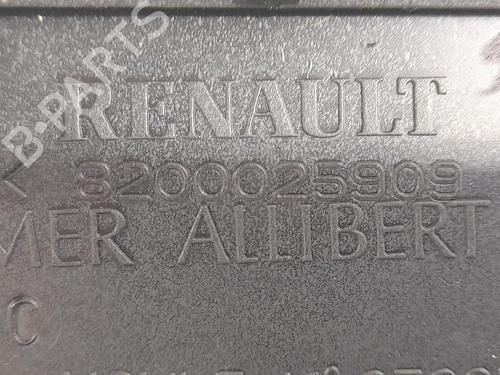 B-PARTS
RENAULT
8200025909
MER ALLIBERT
C